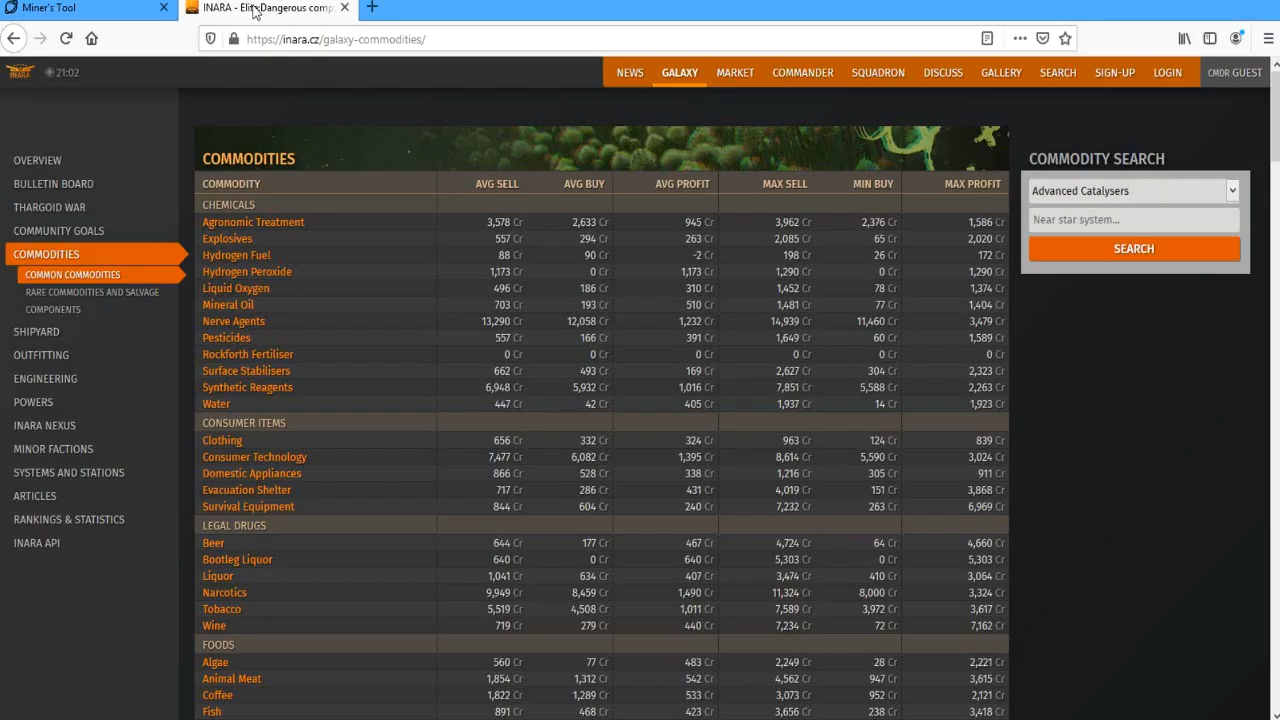 Miner's Tool
INARA - Elite:Dangerous comp
https://inara.cz/galaxy-commodities/
INARA
21:02
NEWS GALAXY MARKET COMMANDER SQUADRON DISCUSS GALLERY SEARCH SIGN-UP LOGIN CMDR GUEST
OVERVIEW
BULLETIN BOARD
THARGOID WAR
COMMUNITY GOALS
COMMODITIES
COMMON COMMODITIES
RARE COMMODITIES AND SALVAGE
COMPONENTS
SHIPYARD
OUTFITTING
ENGINEERING
POWERS
INARA NEXUS
MINOR FACTIONS
SYSTEMS AND STATIONS
ARTICLES
RANKINGS & STATISTICS
INARA API
COMMODITIES
COMMODITY AVG SELL AVG BUY AVG PROFIT MAX SELL MIN BUY MAX PROFIT
CHEMICALS
Agronomic Treatment 3,578 Cr 2,633 Cr 945 Cr 3,962 Cr 2,376 Cr 1,586 Cr
Explosives 557 Cr 294 Cr 263 Cr 2,085 Cr 65 Cr 2,020 Cr
Hydrogen Fuel 88 Cr 90 Cr -2 Cr 198 Cr 26 Cr 172 Cr
Hydrogen Peroxide 1,173 Cr 0 Cr 1,173 Cr 1,290 Cr 0 Cr 1,290 Cr
Liquid Oxygen 496 Cr 186 Cr 310 Cr 1,452 Cr 78 Cr 1,374 Cr
Mineral Oil 703 Cr 193 Cr 510 Cr 1,481 Cr 77 Cr 1,404 Cr
Nerve Agents 13,290 Cr 12,058 Cr 1,232 Cr 14,939 Cr 11,460 Cr 3,479 Cr
Pesticides 557 Cr 166 Cr 391 Cr 1,649 Cr 60 Cr 1,589 Cr
Rockforth Fertiliser 0 Cr 0 Cr 0 Cr 0 Cr 0 Cr 0 Cr
Surface Stabilisers 662 Cr 493 Cr 169 Cr 2,627 Cr 304 Cr 2,323 Cr
Synthetic Reagents 6,948 Cr 5,932 Cr 1,016 Cr 7,851 Cr 5,588 Cr 2,263 Cr
Water 447 Cr 42 Cr 405 Cr 1,937 Cr 14 Cr 1,923 Cr
CONSUMER ITEMS
Clothing 656 Cr 332 Cr 324 Cr 963 Cr 124 Cr 839 Cr
Consumer Technology 7,477 Cr 6,082 Cr 1,395 Cr 8,614 Cr 5,590 Cr 3,024 Cr
Domestic Appliances 866 Cr 528 Cr 338 Cr 1,216 Cr 305 Cr 911 Cr
Evacuation Shelter 717 Cr 286 Cr 431 Cr 4,019 Cr 151 Cr 3,868 Cr
Survival Equipment 844 Cr 604 Cr 240 Cr 7,232 Cr 263 Cr 6,969 Cr
LEGAL DRUGS
Beer 644 Cr 177 Cr 467 Cr 4,724 Cr 64 Cr 4,660 Cr
Bootleg Liquor 640 Cr 0 Cr 640 Cr 5,303 Cr 0 Cr 5,303 Cr
Liquor 1,041 Cr 634 Cr 407 Cr 3,474 Cr 410 Cr 3,064 Cr
Narcotics 9,949 Cr 8,459 Cr 1,490 Cr 11,324 Cr 8,000 Cr 3,324 Cr
Tobacco 5,519 Cr 4,508 Cr 1,011 Cr 7,589 Cr 3,972 Cr 3,617 Cr
Wine 719 Cr 279 Cr 440 Cr 7,234 Cr 72 Cr 7,162 Cr
FOODS
Algae 560 Cr 77 Cr 483 Cr 2,249 Cr 28 Cr 2,221 Cr
Animal Meat 1,854 Cr 1,312 Cr 542 Cr 4,562 Cr 947 Cr 3,615 Cr
Coffee 1,822 Cr 1,289 Cr 533 Cr 3,073 Cr 952 Cr 2,121 Cr
Fish 891 Cr 468 Cr 423 Cr 3,656 Cr 238 Cr 3,418 Cr
COMMODITY SEARCH
Advanced Catalysers
Near star system...
SEARCH